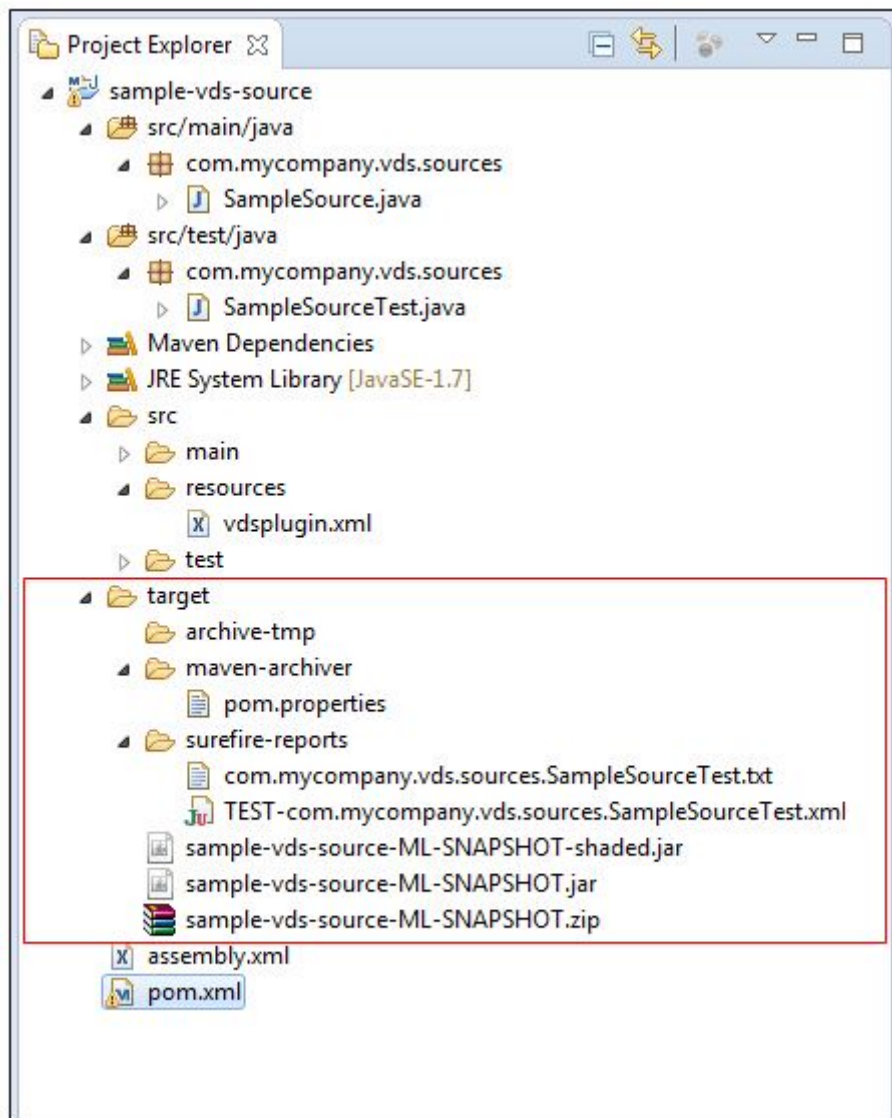 Project Explorer
sample-vds-source
src/main/java
com.mycompany.vds.sources
SampleSource.java
src/test/java
com.mycompany.vds.sources
SampleSourceTest.java
Maven Dependencies
JRE System Library [JavaSE-1.7]
src
main
resources
vdsplugin.xml
test
target
archive-tmp
maven-archiver
pom.properties
surefire-reports
com.mycompany.vds.sources.SampleSourceTest.txt
TEST-com.mycompany.vds.sources.SampleSourceTest.xml
sample-vds-source-ML-SNAPSHOT-shaded.jar
sample-vds-source-ML-SNAPSHOT.jar
sample-vds-source-ML-SNAPSHOT.zip
assembly.xml
pom.xml